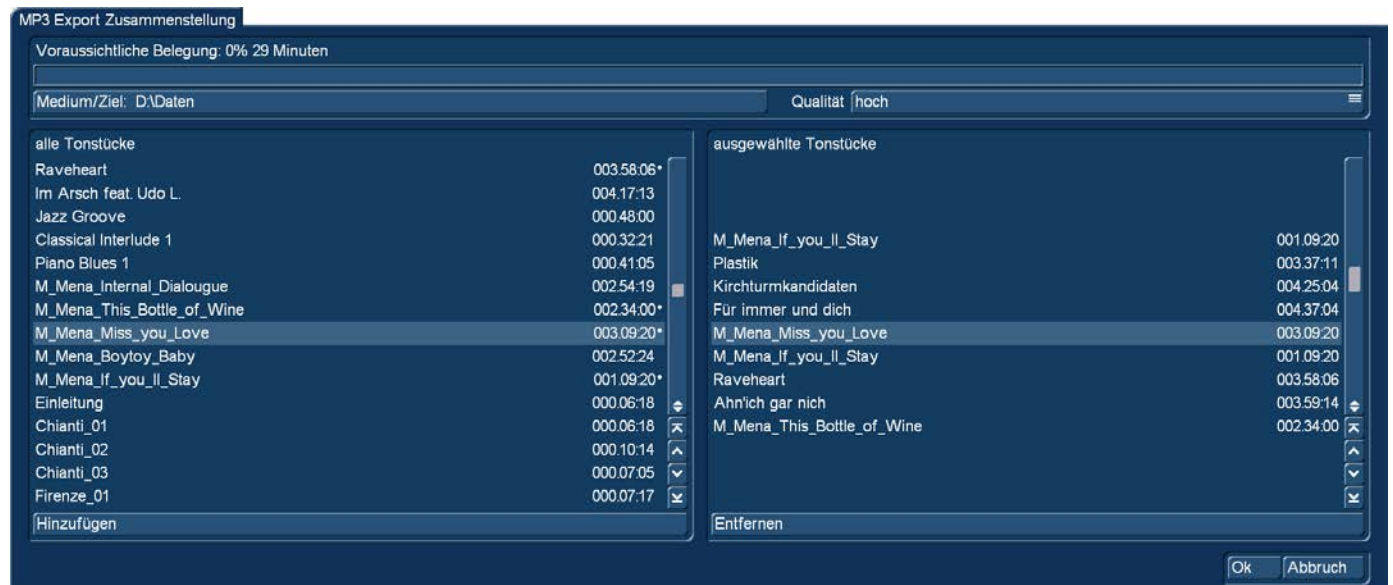 MP3 Export Zusammenstellung
Voraussichtliche Belegung: 0% 29 Minuten
Medium/Ziel: D:\Daten Qualität hoch
alle Tonstücke
Raveheart 003.58:06*
Im Arsch feat. Udo L. 004.17:13
Jazz Groove 000.48:00
Classical Interlude 1 000.32:21
Piano Blues 1 000.41:05
M_Mena_Internal_Dialougue 002.54:19
M_Mena_This_Bottle_of_Wine 002.34:00*
M_Mena_Miss_you_Love 003.09:20*
M_Mena_Boytoy_Baby 002.52:24
M_Mena_If_you_ll_Stay 001.09:20*
Einleitung 000.06:18
Chianti_01 000.06:18
Chianti_02 000.10:14
Chianti_03 000.07:05
Firenze_01 000.07:17
Hinzufügen
ausgewählte Tonstücke
M_Mena_If_you_ll_Stay 001.09:20
Plastik 003.37:11
Kirchturmkandidaten 004.25:04
Für immer und dich 004.37:04
M_Mena_Miss_you_Love 003.09:20
M_Mena_If_you_ll_Stay 001.09:20
Raveheart 003.58:06
Ahn'ich gar nich 003.59:14
M_Mena_This_Bottle_of_Wine 002.34:00
Entfernen
Ok Abbruch